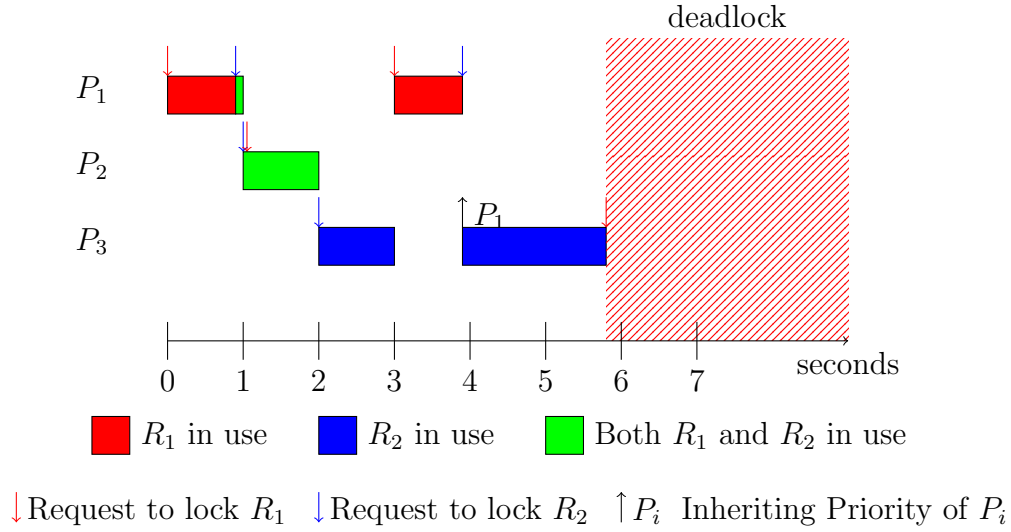 deadlock
P₁
P₂
P₁
P₃
seconds
0 1 2 3 4 5 6 7
R₁ in use R₂ in use Both R₁ and R₂ in use
↓Request to lock R₁ ↓Request to lock R₂ ↑Pᵢ Inheriting Priority of Pᵢ